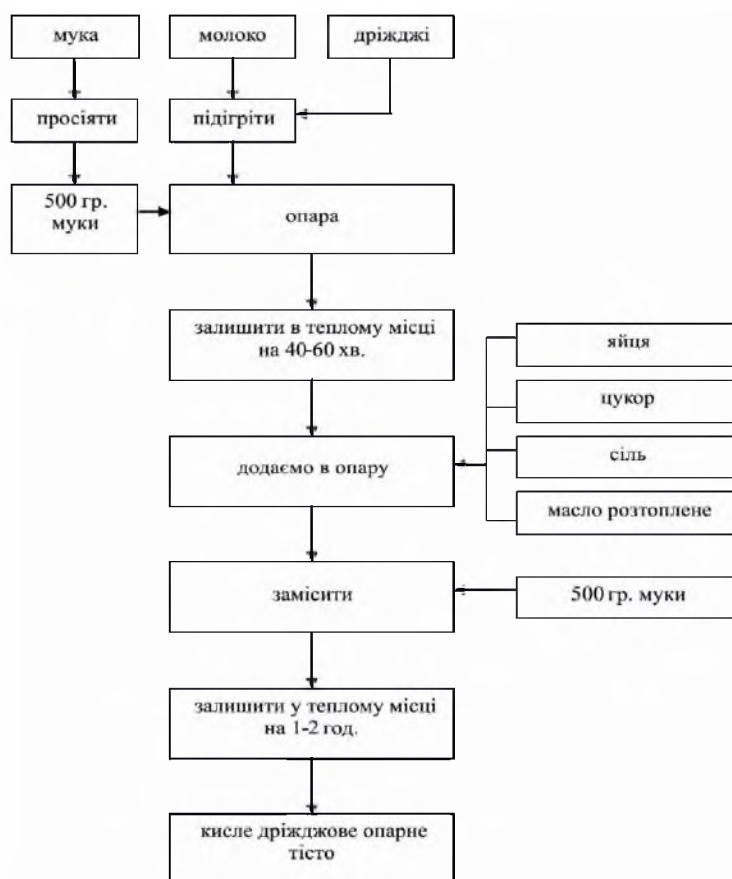 мука
молоко
дріжджі
просіяти
підігріти
500 гр.
муки
опара
залишити в теплому місці
на 40-60 хв.
яйця
цукор
додаємо в опару
сіль
масло розтоплене
замісити
500 гр. муки
залишити у теплому місці
на 1-2 год.
кисле дріжджове опарне
тісто